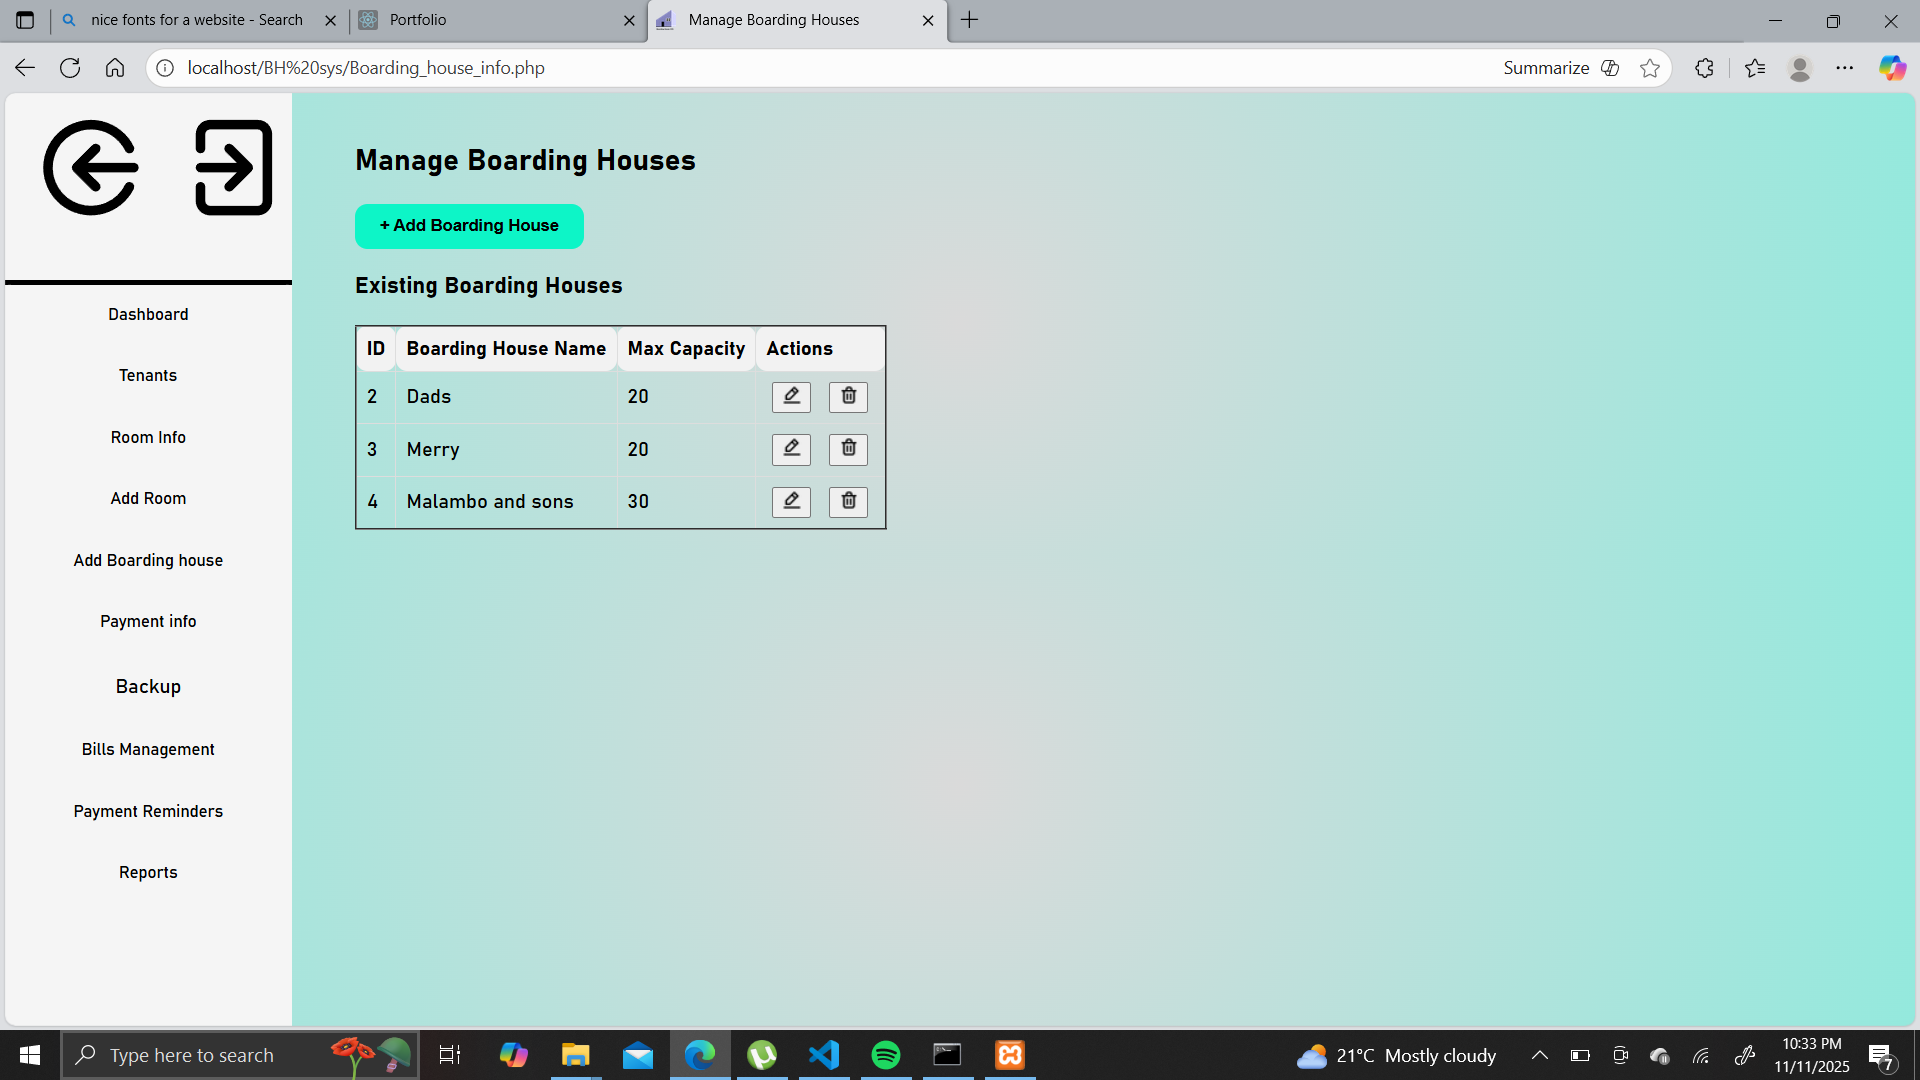 nice fonts for a website - Search
Portfolio
Manage Boarding Houses
localhost/BH%20sys/Boarding_house_info.php
Summarize
Manage Boarding Houses
+ Add Boarding House
Existing Boarding Houses
ID Boarding House Name Max Capacity Actions
2 Dads 20
3 Merry 20
4 Malambo and sons 30
Dashboard
Tenants
Room Info
Add Room
Add Boarding house
Payment info
Backup
Bills Management
Payment Reminders
Reports
Type here to search
21°C Mostly cloudy
10:33 PM
11/11/2025
7